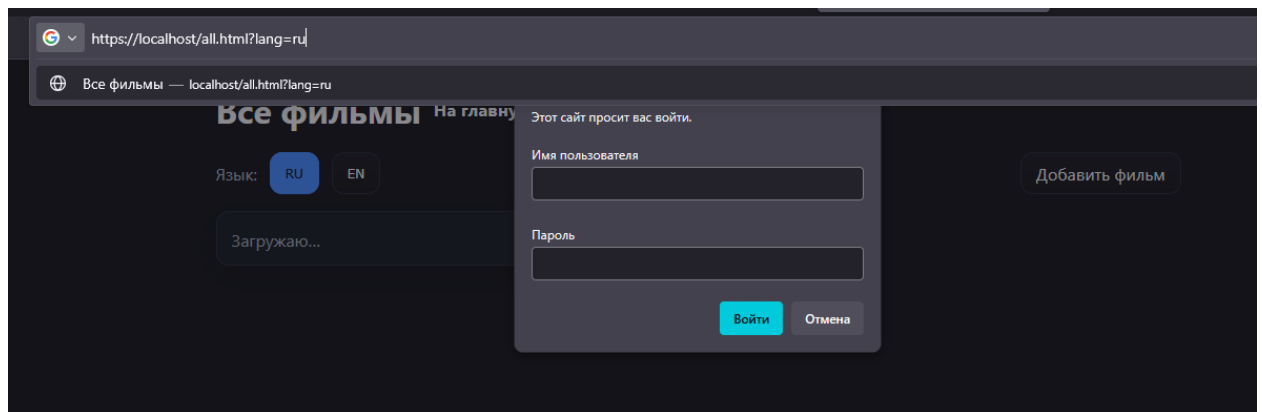 https://localhost/all.html?lang=ru
Все фильмы — localhost/all.html?lang=ru
Все фильмы На главну
Этот сайт просит вас войти.
Имя пользователя
Язык: RU EN
Добавить фильм
Загружаю...
Пароль
Войти Отмена